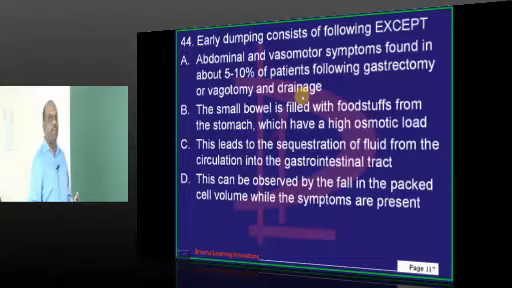 44. Early dumping consists of following EXCEPT
A. Abdominal and vasomotor symptoms found in
about 5-10% of patients following gastrectomy
or vagotomy and drainage
B. The small bowel is filled with foodstuffs from
the stomach, which have a high osmotic load
C. This leads to the sequestration of fluid from the
circulation into the gastrointestinal tract
D. This can be observed by the fall in the packed
cell volume while the symptoms are present
Page 117